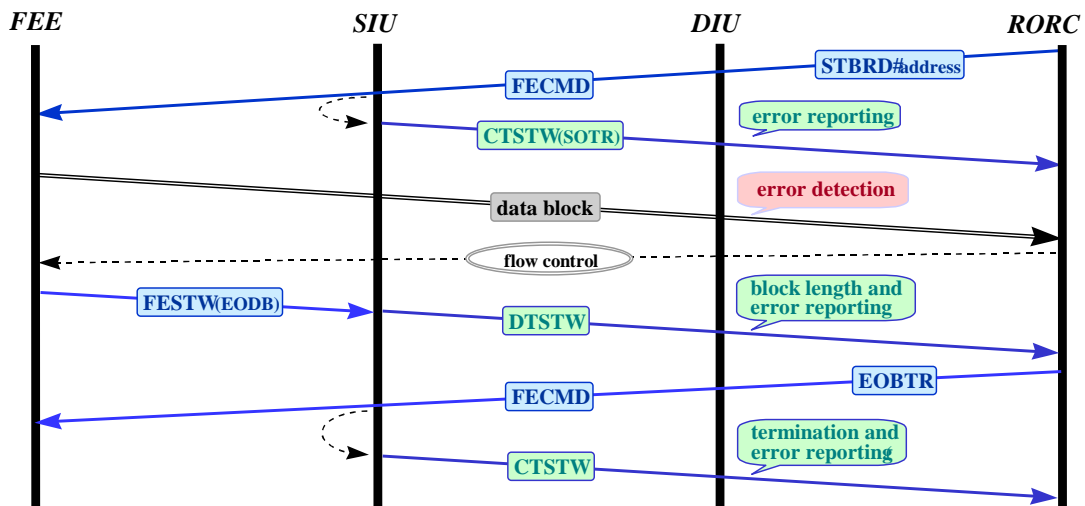 FEE SIU DIU RORC
STBRD#address
FECMD
error reporting
CTSTW(SOTR)
error detection
data block
flow control
block length and
error reporting
FESTW(EODB)
DTSTW
EOBTR
FECMD
termination and
error reporting
CTSTW